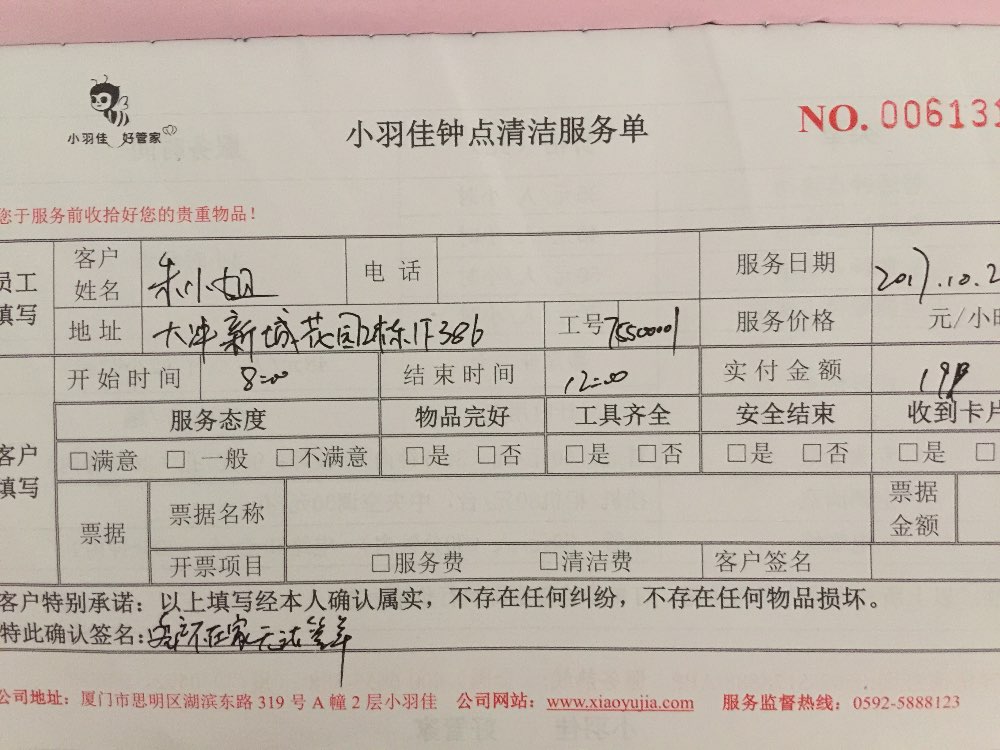 小羽佳 好管家
小羽佳钟点清洁服务单
NO. 006131
您于服务前收拾好您的贵重物品！
员工填写
客户姓名 朱小姐 电话 服务日期 2017.10.2
地址 大冲新城花园2栋1F386 工号 7550001 服务价格 元/小时
开始时间 8:00 结束时间 12:00 实付金额
客户填写
服务态度 物品完好 工具齐全 安全结束 收到卡片
□满意 □一般 □不满意 □是 □否 □是 □否 □是 □否 □是 □
票据 票据名称 票据金额
开票项目 □服务费 □清洁费 客户签名
客户特别承诺：以上填写经本人确认属实，不存在任何纠纷，不存在任何物品损坏。
特此确认签名：客户不在家无法签单
公司地址：厦门市思明区湖滨东路 319 号 A 幢 2 层小羽佳 公司网站：www.xiaoyujia.com 服务监督热线：0592-5888123